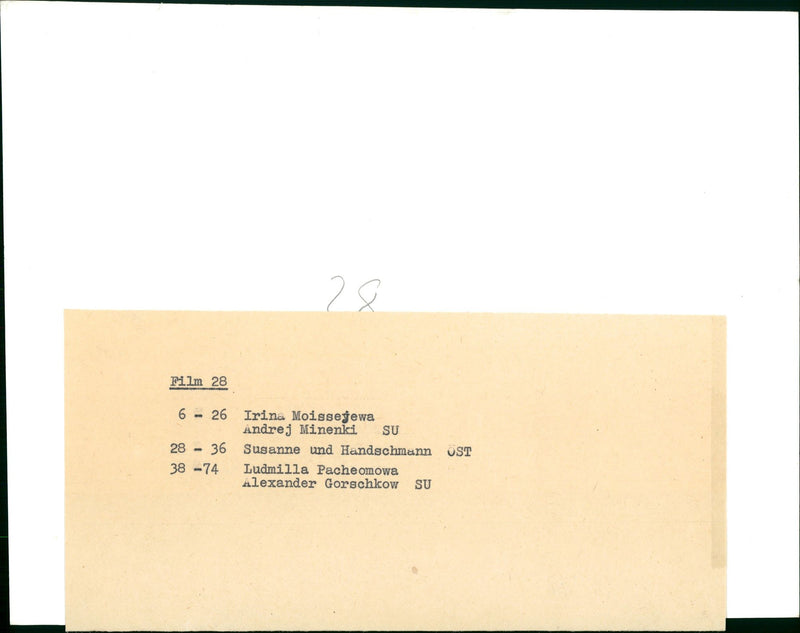 28
Film 28
6 - 26 Irina Moissejewa
Andrej Minenki SU
28 - 36 Susanne und Handschmann ÖST
38 -74 Ludmilla Pacheomowa
Alexander Gorschkow SU